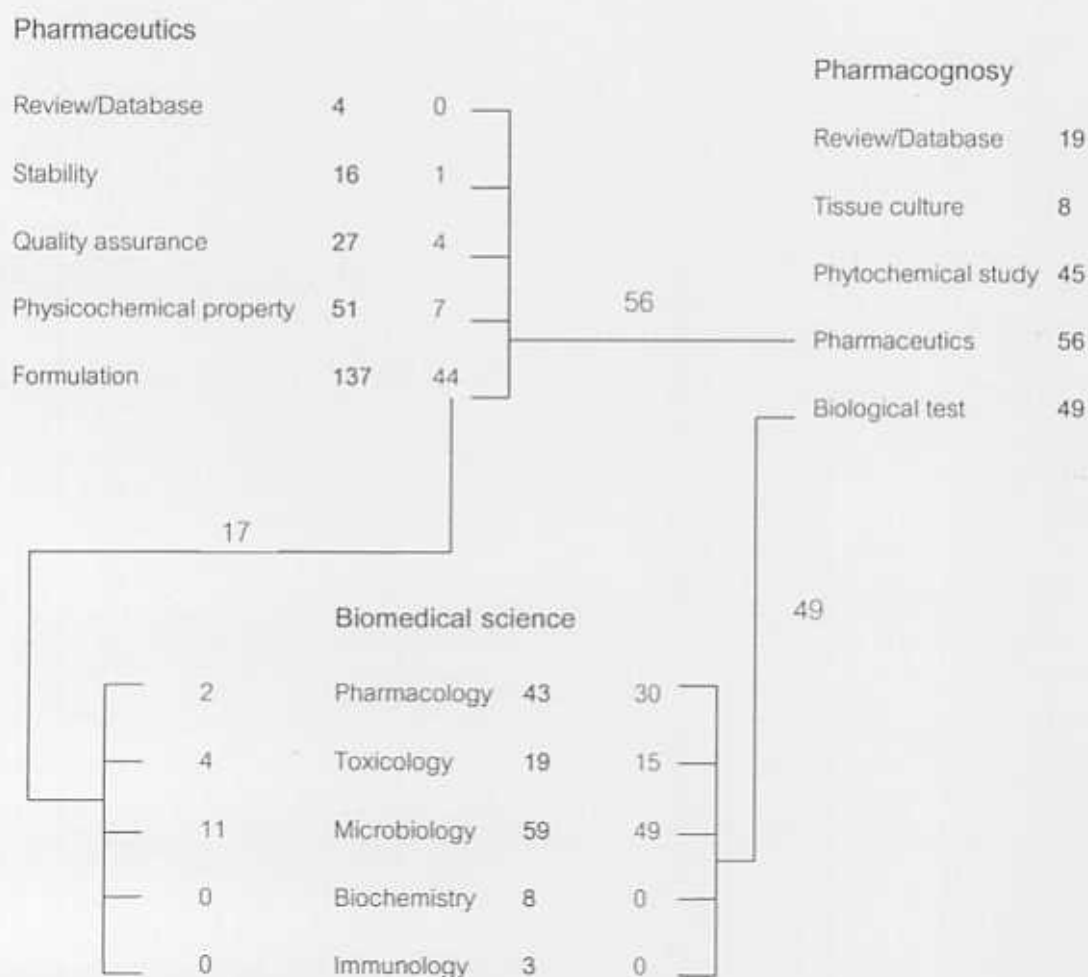 Pharmaceutics
Review/Database 4 0
Stability 16 1
Quality assurance 27 4
Physicochemical property 51 7
Formulation 137 44
Pharmacognosy
Review/Database 19
Tissue culture 8
Phytochemical study 45
Pharmaceutics 56
Biological test 49
56
17
49
Biomedical science
2 Pharmacology 43 30
4 Toxicology 19 15
11 Microbiology 59 49
0 Biochemistry 8 0
0 Immunology 3 0